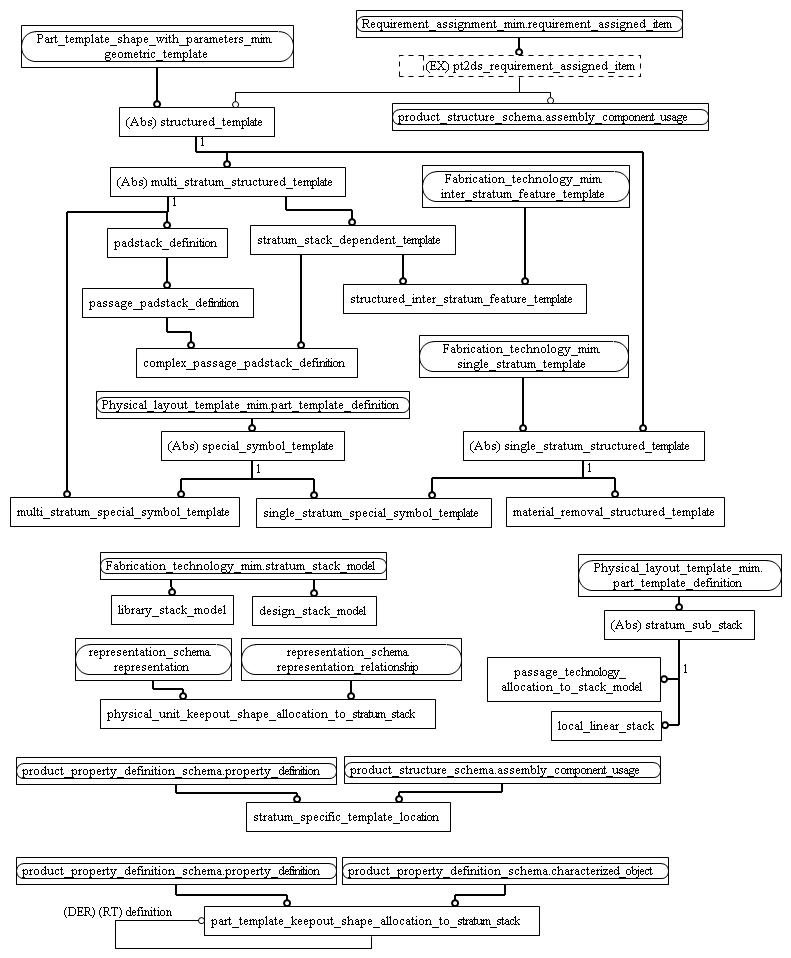 Requirement_assignment_mim.requirement_assigned_item
Part_template_shape_with_parameters_mim.
geometric_template
(EX) pt2ds_requirement_assigned_item
product_structure_schema.assembly_component_usage
(Abs) structured_template
1
(Abs) multi_stratum_structured_template
Fabrication_technology_mim.
inter_stratum_feature_template
1
padstack_definition
stratum_stack_dependent_template
passage_padstack_definition
structured_inter_stratum_feature_template
complex_passage_padstack_definition
Fabrication_technology_mim.
single_stratum_template
Physical_layout_template_mim.part_template_definition
(Abs) special_symbol_template
(Abs) single_stratum_structured_template
1
1
multi_stratum_special_symbol_template
single_stratum_special_symbol_template
material_removal_structured_template
Fabrication_technology_mim.stratum_stack_model
Physical_layout_template_mim.
part_template_definition
library_stack_model
design_stack_model
(Abs) stratum_sub_stack
representation_schema.
representation
representation_schema.
representation_relationship
1
passage_technology_
allocation_to_stack_model
physical_unit_keepout_shape_allocation_to_stratum_stack
local_linear_stack
product_property_definition_schema.property_definition
product_structure_schema.assembly_component_usage
stratum_specific_template_location
product_property_definition_schema.property_definition
product_property_definition_schema.characterized_object
(DER) (RT) definition
part_template_keepout_shape_allocation_to_stratum_stack